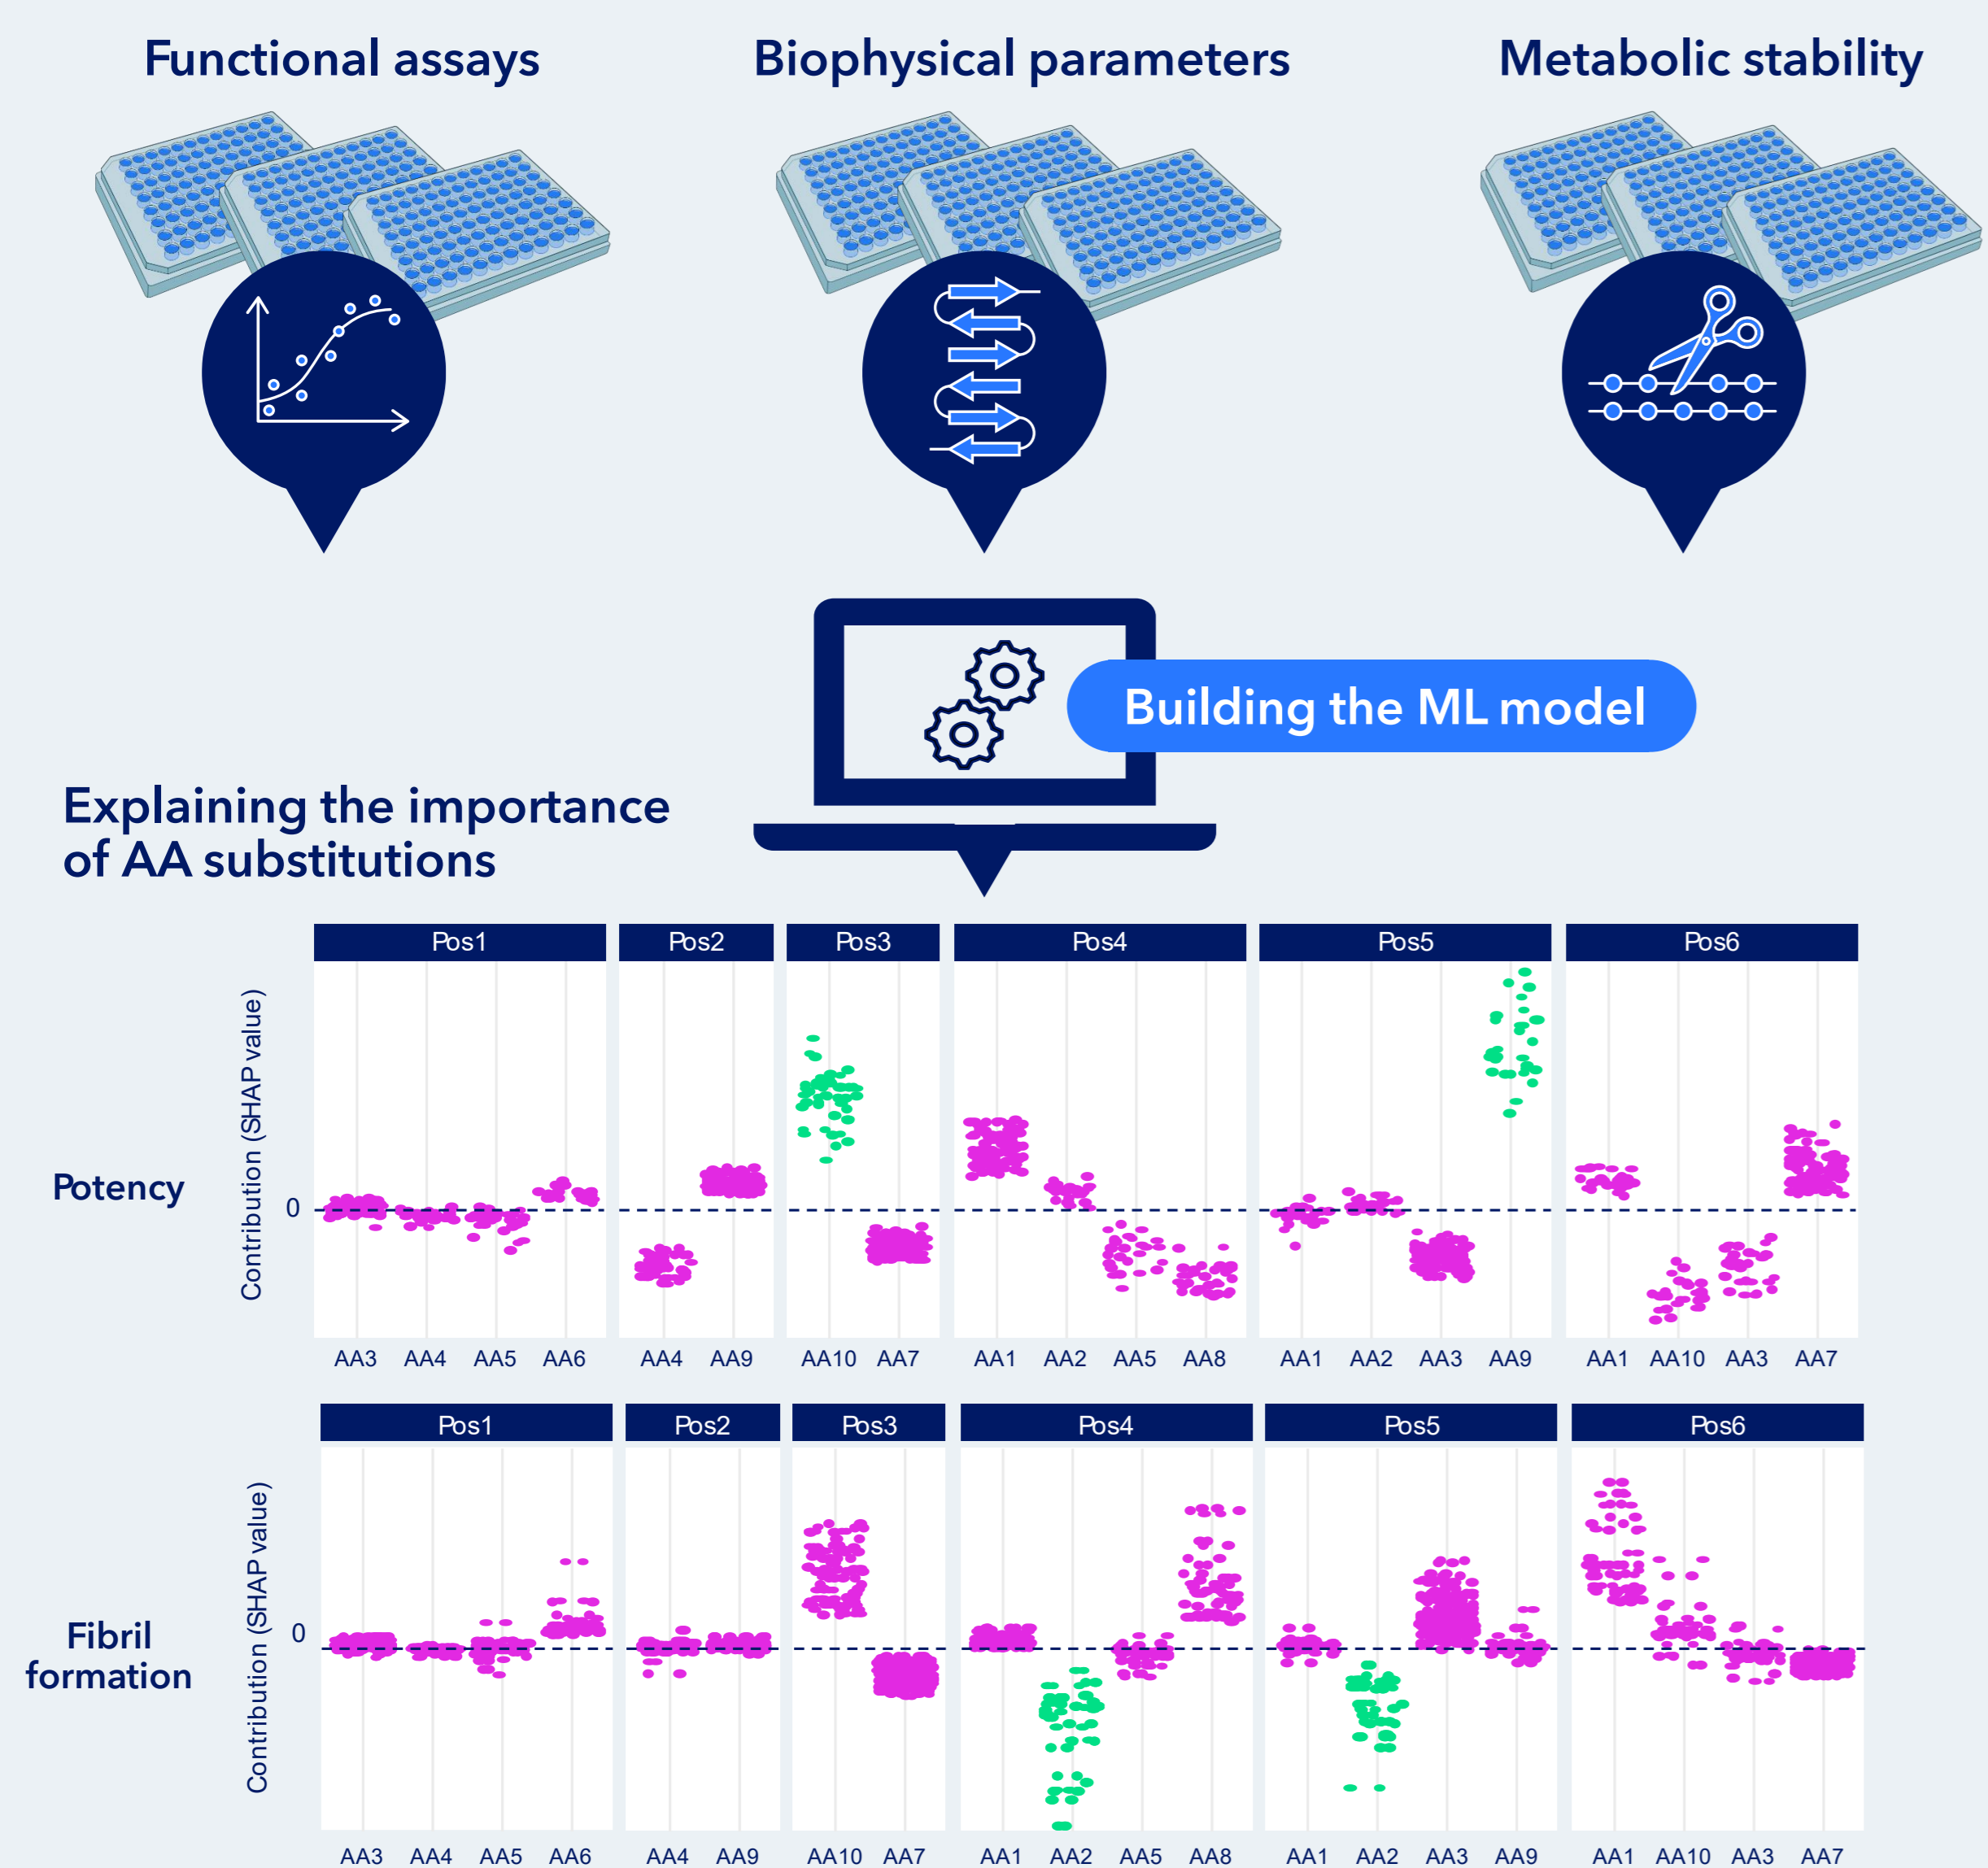 Functional assays
Biophysical parameters
Metabolic stability
Building the ML model
Explaining the importance
of AA substitutions
Pos1 Pos2 Pos3 Pos4 Pos5 Pos6
Potency
Contribution (SHAP value)
0
AA3 AA4 AA5 AA6 AA4 AA9 AA10 AA7 AA1 AA2 AA5 AA8 AA1 AA2 AA3 AA9 AA1 AA10 AA3 AA7
Pos1 Pos2 Pos3 Pos4 Pos5 Pos6
Fibril
formation
Contribution (SHAP value)
0
AA3 AA4 AA5 AA6 AA4 AA9 AA10 AA7 AA1 AA2 AA5 AA8 AA1 AA2 AA3 AA9 AA1 AA10 AA3 AA7